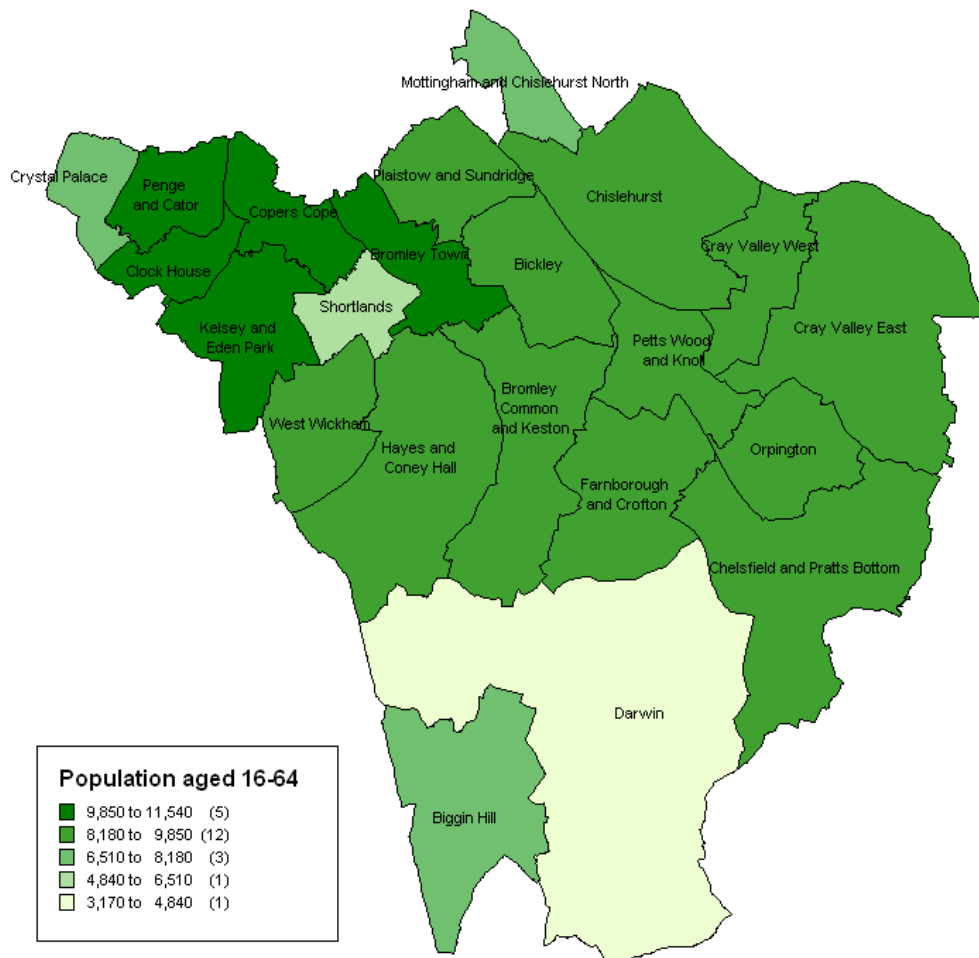 Mottingham and Chislehurst North
Crystal Palace
Penge
and Cator
Plaistow and Sundridge
Chislehurst
Copers Cope
Cray Valley West
Bromley Town
Clock House
Bickley
Shortlands
Kelsey and
Eden Park
Cray Valley East
Petts Wood
and Knoll
Bromley
Common
and Keston
West Wickham
Hayes and
Coney Hall
Orpington
Farnborough
and Crofton
Chelsfield and Pratts Bottom
Darwin
Biggin Hill
Population aged 16-64
9,850 to 11,540 (5)
8,180 to 9,850 (12)
6,510 to 8,180 (3)
4,840 to 6,510 (1)
3,170 to 4,840 (1)